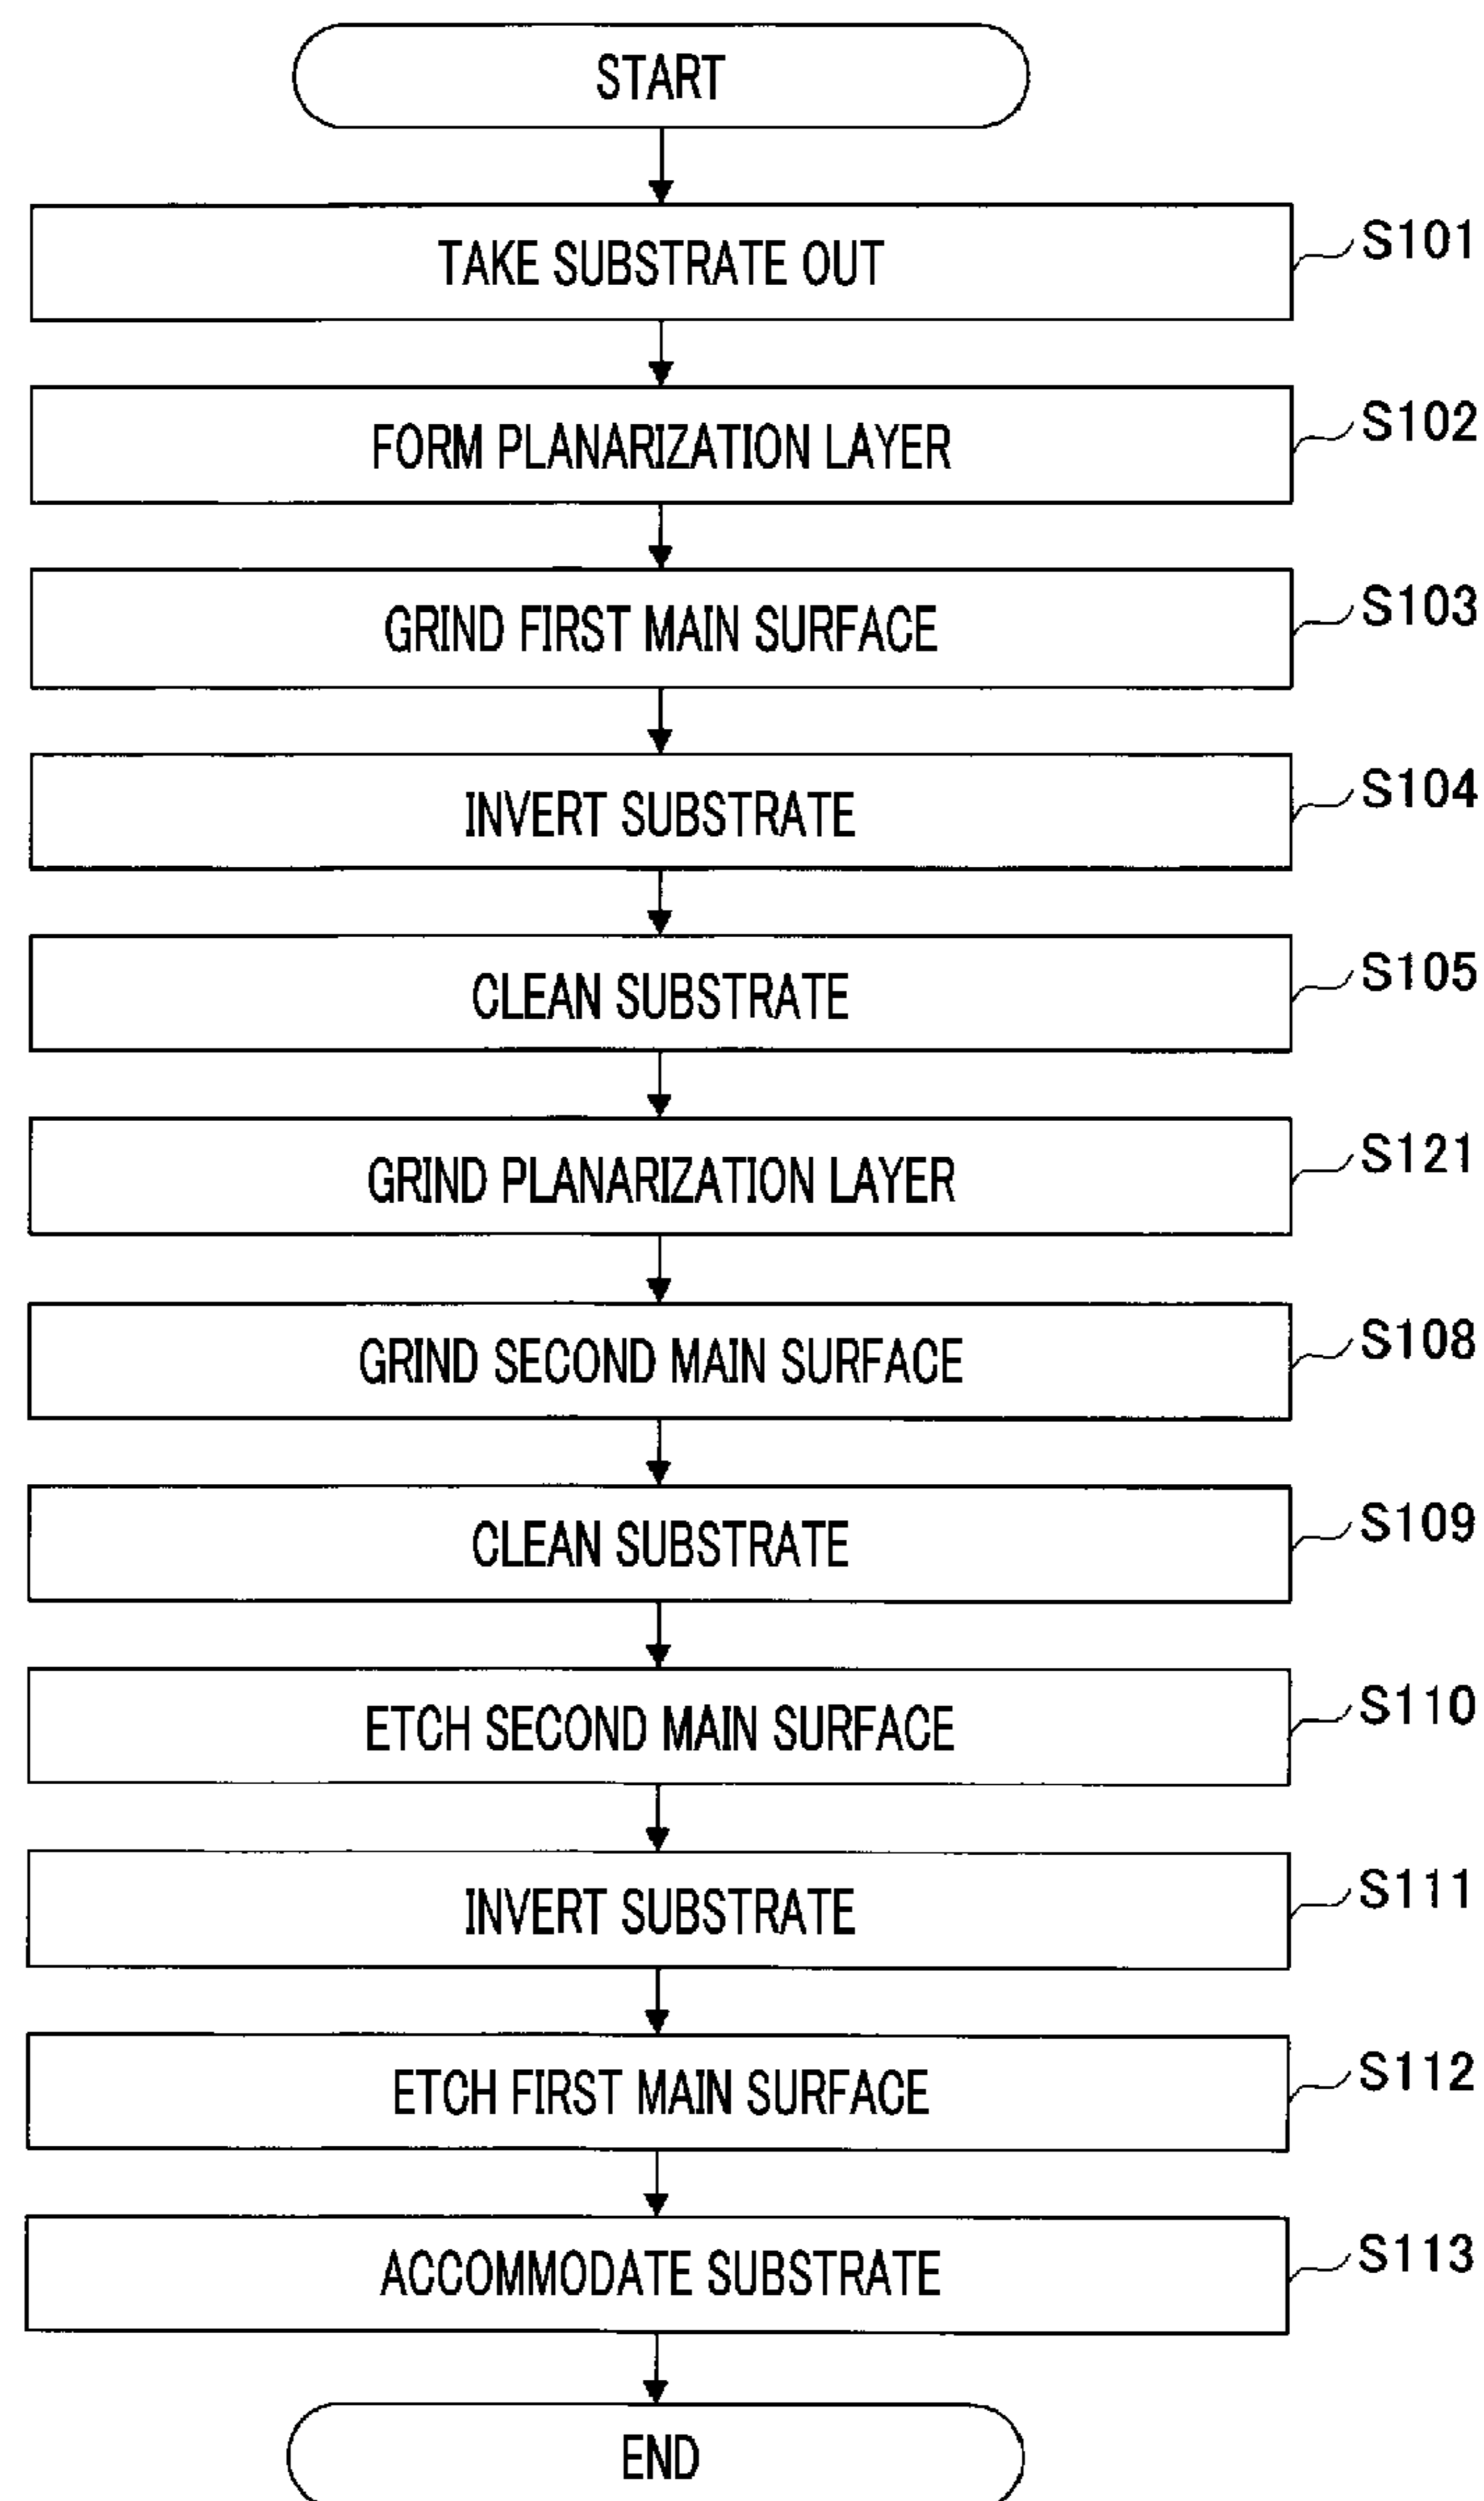 START
TAKE SUBSTRATE OUT S101
FORM PLANARIZATION LAYER S102
GRIND FIRST MAIN SURFACE S103
INVERT SUBSTRATE S104
CLEAN SUBSTRATE S105
GRIND PLANARIZATION LAYER S121
GRIND SECOND MAIN SURFACE S108
CLEAN SUBSTRATE S109
ETCH SECOND MAIN SURFACE S110
INVERT SUBSTRATE S111
ETCH FIRST MAIN SURFACE S112
ACCOMMODATE SUBSTRATE S113
END